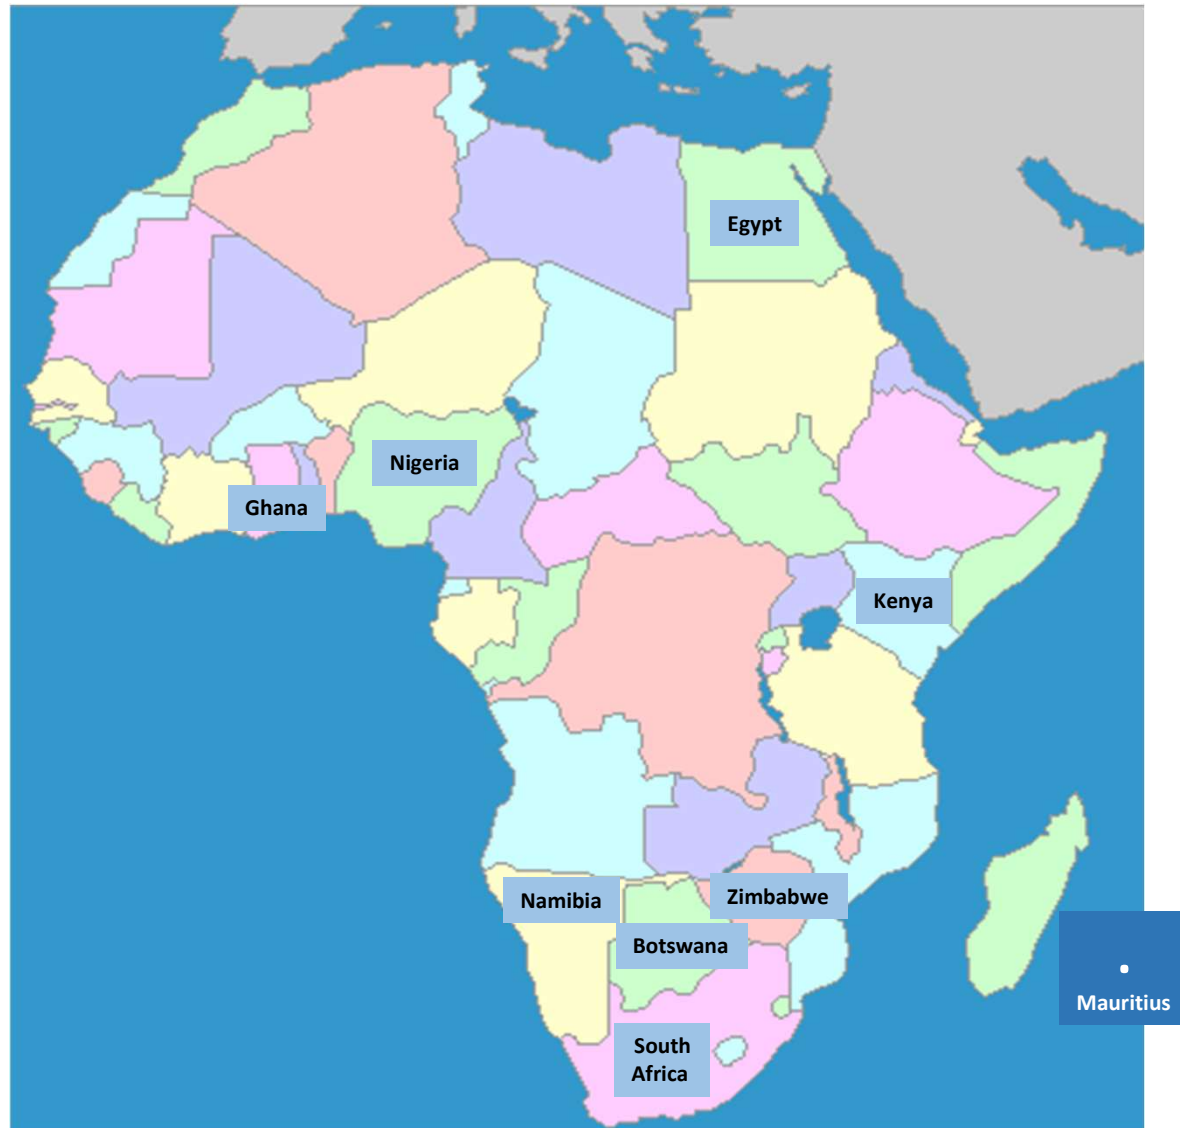 Egypt
Nigeria
Ghana
Kenya
Namibia
Zimbabwe
Botswana
Mauritius
South
Africa